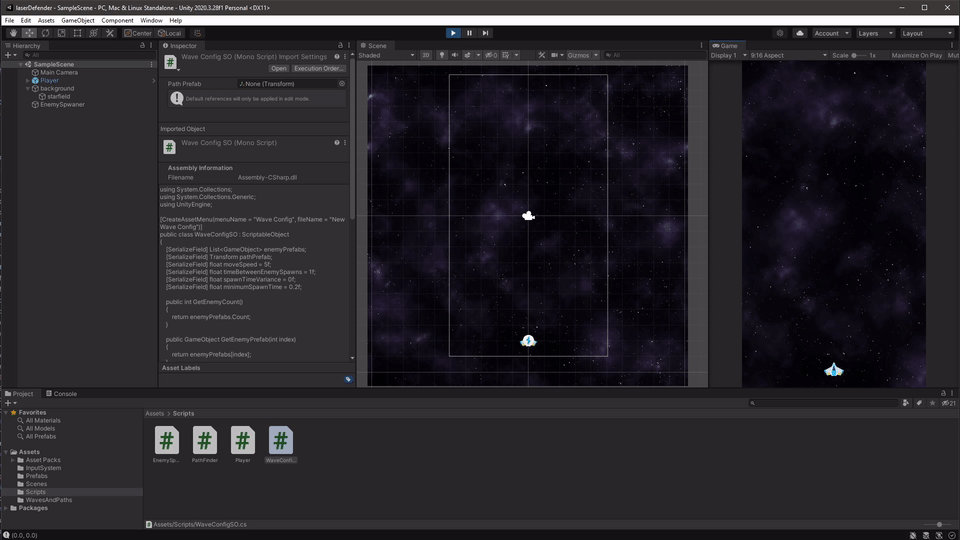 laserDefender - SampleScene - PC, Mac & Linux Standalone - Unity 2020.3.28f1 Personal <DX11>
File Edit Assets GameObject Component Window Help
Center Local Account Layers Layout
Hierarchy
All
SampleScene
Main Camera
Player
background
starfield
EnemySpwaner
Inspector
Wave Config SO (Mono Script) Import Settings
Open Execution Order...
Path Prefab None (Transform)
Default references will only be applied in edit mode.
Imported Object
Wave Config SO (Mono Script)
Assembly Information
Filename Assembly-CSharp.dll
using System.Collections;
using System.Collections.Generic;
using UnityEngine;
[CreateAssetMenu(menuName = "Wave Config", fileName = "New
Wave Config")]
public class WaveConfigSO : ScriptableObject
{
[SerializeField] List<GameObject> enemyPrefabs;
[SerializeField] Transform pathPrefab;
[SerializeField] float moveSpeed = 5f;
[SerializeField] float timeBetweenEnemySpawns = 1f;
[SerializeField] float spawnTimeVariance = 0f;
[SerializeField] float minimumSpawnTime = 0.2f;
public int GetEnemyCount()
{
return enemyPrefabs.Count;
}
public GameObject GetEnemyPrefab(int index)
{
return enemyPrefabs[index];
Asset Labels
Scene
Shaded 2D 0 Gizmos All
Game
Display 1 9:16 Aspect Scale 1x Maximize On Play Mut
Project Console
Favorites
All Materials
All Models
All Prefabs
Assets
Asset Packs
InputSystem
Prefabs
Scenes
Scripts
WavesAndPaths
Packages
21
Assets > Scripts
EnemySp... PathFinder Player WaveConfi...
Assets/Scripts/WaveConfigSO.cs
(0.0, 0.0)